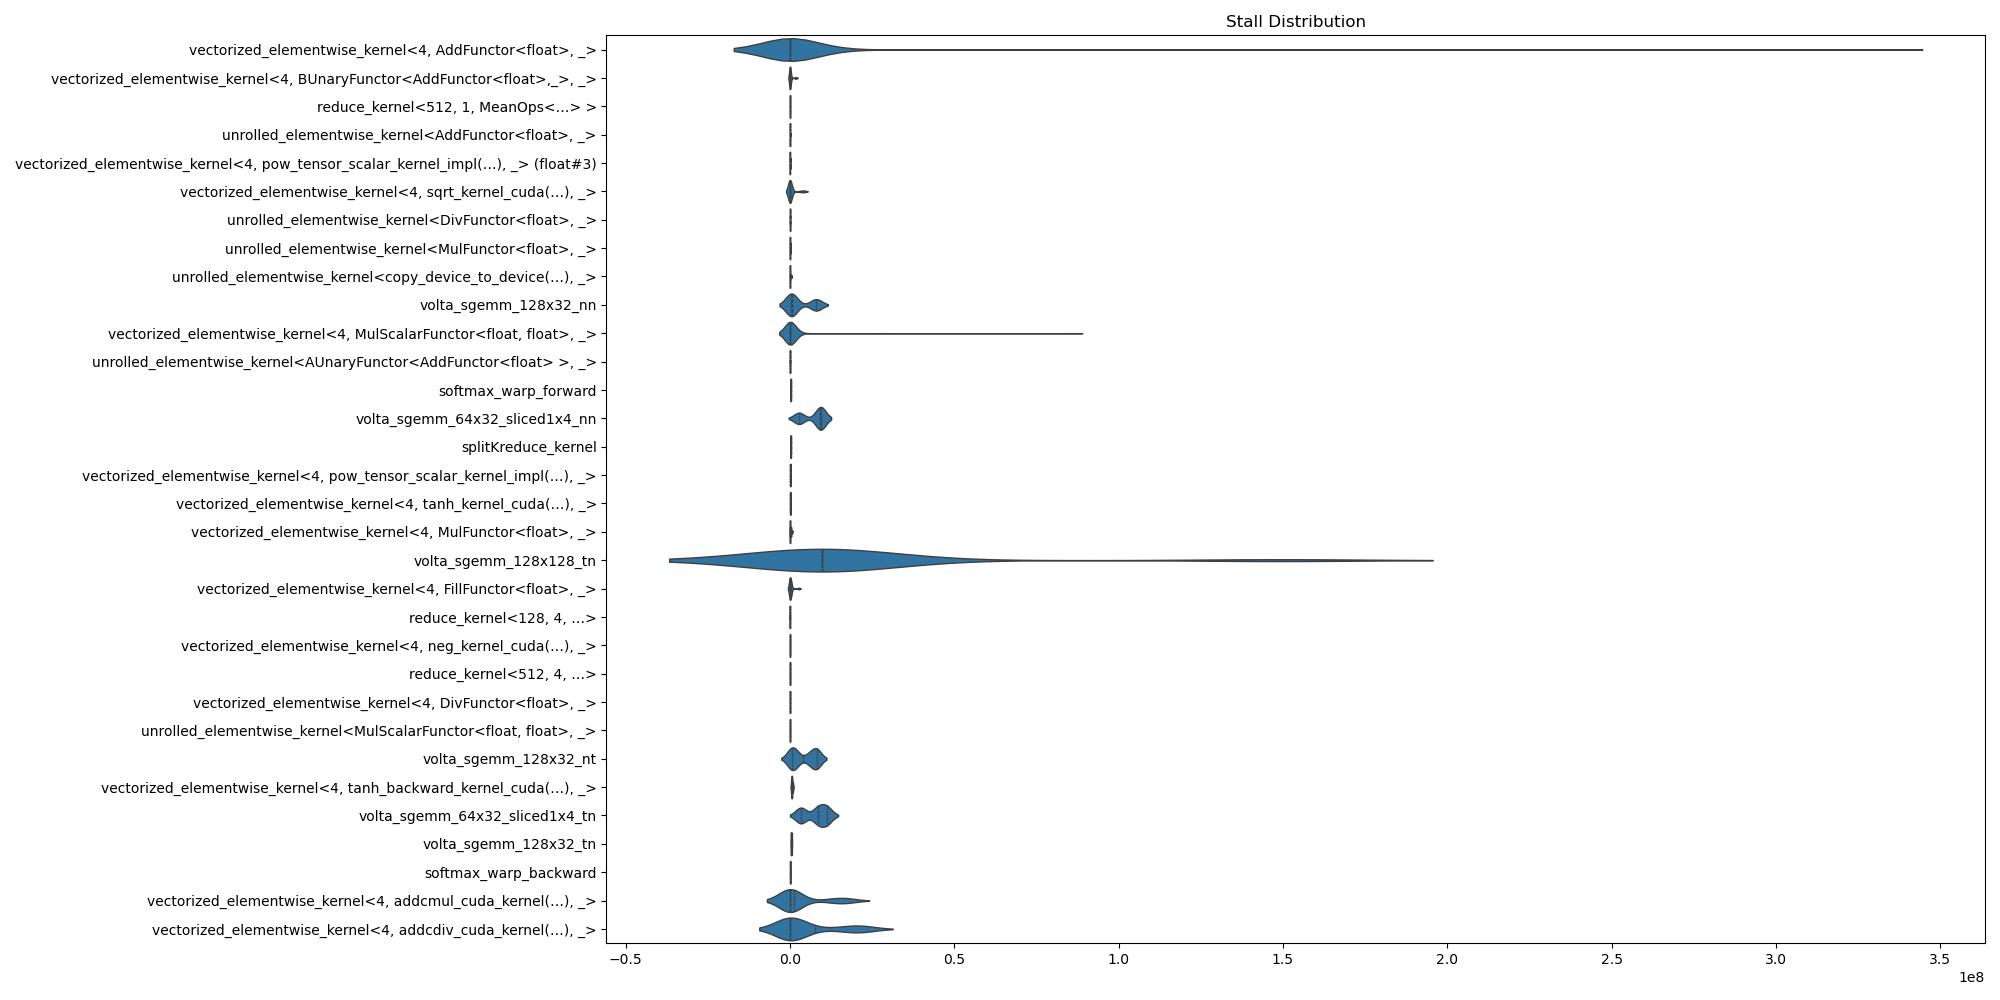 Stall Distribution
vectorized_elementwise_kernel<4, AddFunctor<float>, _>
vectorized_elementwise_kernel<4, BUnaryFunctor<AddFunctor<float>,_>, _>
reduce_kernel<512, 1, MeanOps<...> >
unrolled_elementwise_kernel<AddFunctor<float>, _>
vectorized_elementwise_kernel<4, pow_tensor_scalar_kernel_impl(...), _> (float#3)
vectorized_elementwise_kernel<4, sqrt_kernel_cuda(...), _>
unrolled_elementwise_kernel<DivFunctor<float>, _>
unrolled_elementwise_kernel<MulFunctor<float>, _>
unrolled_elementwise_kernel<copy_device_to_device(...), _>
volta_sgemm_128x32_nn
vectorized_elementwise_kernel<4, MulScalarFunctor<float, float>, _>
unrolled_elementwise_kernel<AUnaryFunctor<AddFunctor<float> >, _>
softmax_warp_forward
volta_sgemm_64x32_sliced1x4_nn
splitKreduce_kernel
vectorized_elementwise_kernel<4, pow_tensor_scalar_kernel_impl(...), _>
vectorized_elementwise_kernel<4, tanh_kernel_cuda(...), _>
vectorized_elementwise_kernel<4, MulFunctor<float>, _>
volta_sgemm_128x128_tn
vectorized_elementwise_kernel<4, FillFunctor<float>, _>
reduce_kernel<128, 4, ...>
vectorized_elementwise_kernel<4, neg_kernel_cuda(...), _>
reduce_kernel<512, 4, ...>
vectorized_elementwise_kernel<4, DivFunctor<float>, _>
unrolled_elementwise_kernel<MulScalarFunctor<float, float>, _>
volta_sgemm_128x32_nt
vectorized_elementwise_kernel<4, tanh_backward_kernel_cuda(...), _>
volta_sgemm_64x32_sliced1x4_tn
volta_sgemm_128x32_tn
softmax_warp_backward
vectorized_elementwise_kernel<4, addcmul_cuda_kernel(...), _>
vectorized_elementwise_kernel<4, addcdiv_cuda_kernel(...), _>
−0.5 0.0 0.5 1.0 1.5 2.0 2.5 3.0 3.5
1e8